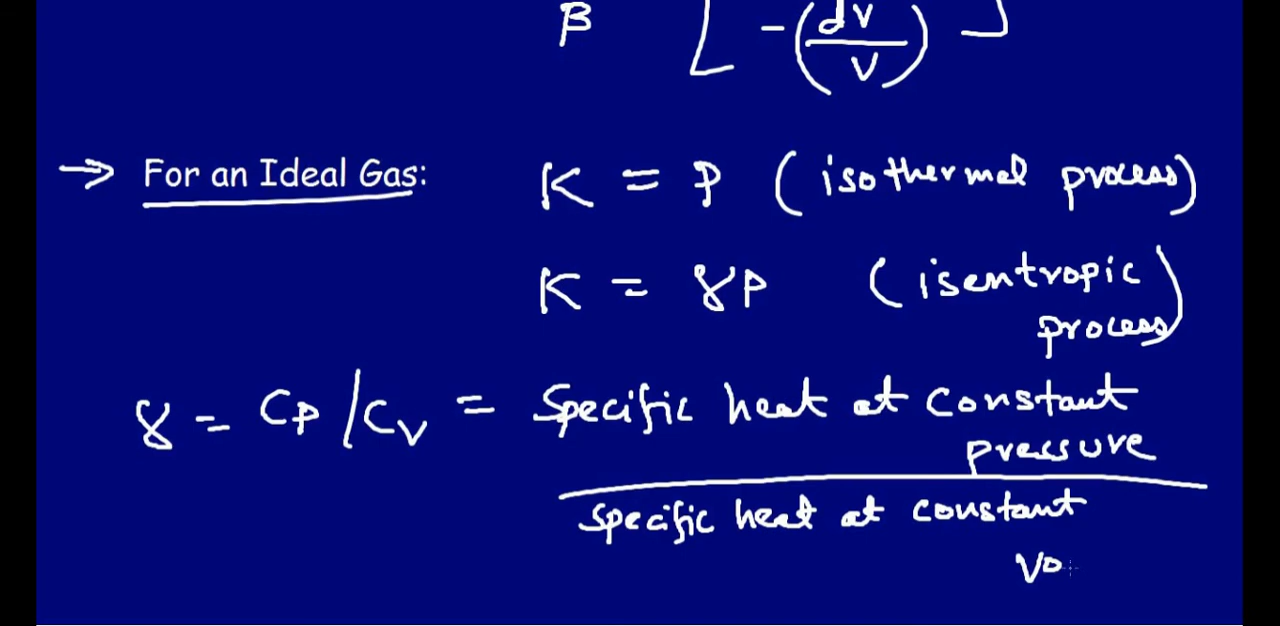 β [ -(dv/V) ]
→ For an Ideal Gas: K = P (isothermal process)
K = γP (isentropic
process)
γ = CP/CV = Specific heat at constant
pressure
Specific heat at constant
Vo